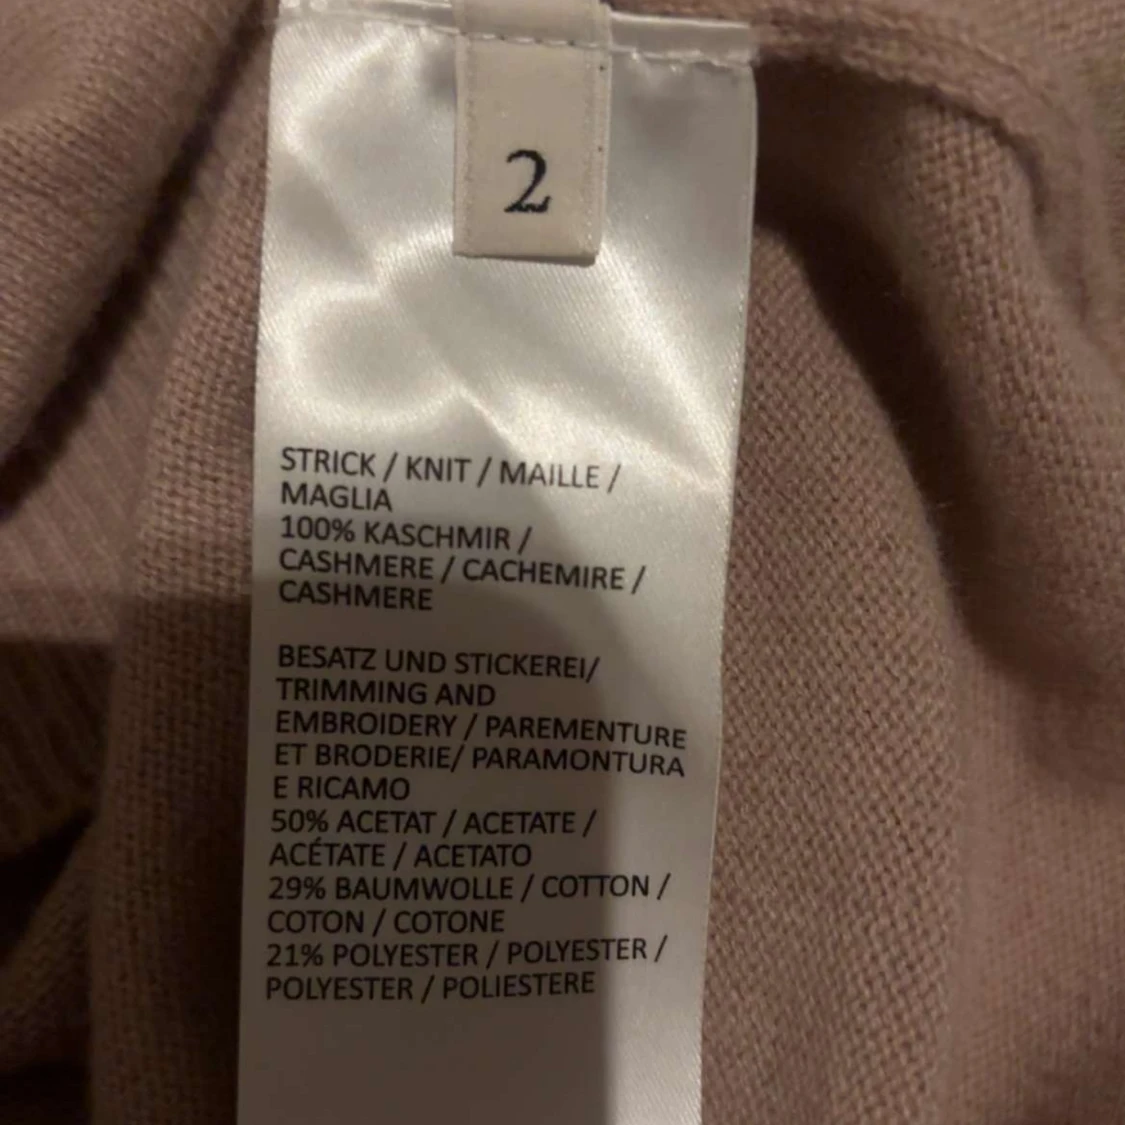 2
STRICK / KNIT / MAILLE /
MAGLIA
100% KASCHMIR /
CASHMERE / CACHEMIRE /
CASHMERE
BESATZ UND STICKEREI/
TRIMMING AND
EMBROIDERY / PAREMENTURE
ET BRODERIE/ PARAMONTURA
E RICAMO
50% ACETAT / ACETATE /
ACÉTATE / ACETATO
29% BAUMWOLLE / COTTON /
COTON / COTONE
21% POLYESTER / POLYESTER /
POLYESTER / POLIESTERE